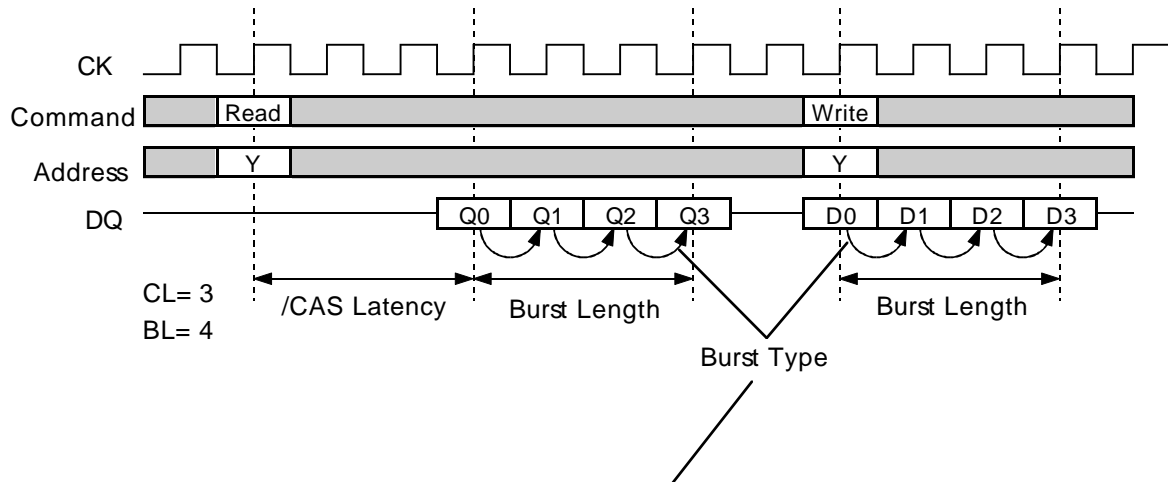 CK
Command Read Write
Address Y Y
DQ Q0 Q1 Q2 Q3 D0 D1 D2 D3
CL= 3 /CAS Latency Burst Length Burst Length
BL= 4
Burst Type